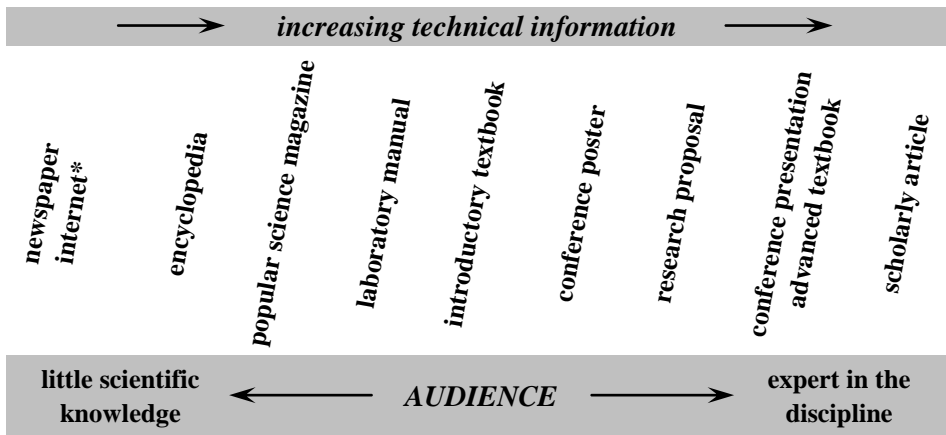 increasing technical information
newspaper
internet*
encyclopedia
popular science magazine
laboratory manual
introductory textbook
conference poster
research proposal
conference presentation
advanced textbook
scholarly article
little scientific
knowledge
AUDIENCE
expert in the
discipline